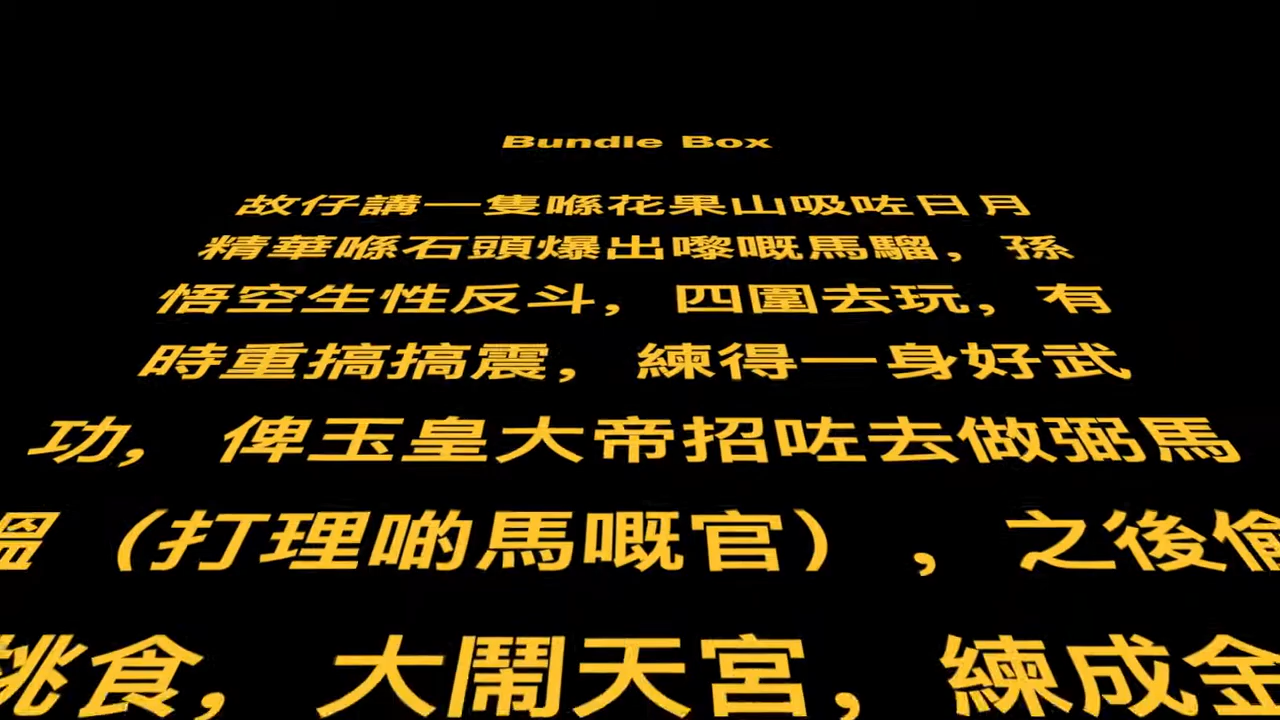 Bundle Box
故仔講一隻喺花果山吸咗日月
精華喺石頭爆出嚟嘅馬騮，孫
悟空生性反斗，四圍去玩，有
時重搞搞震，練得一身好武
功，俾玉皇大帝招咗去做弼馬
（打理啲馬嘅官），之後偷
食，大鬧天宮，練成金